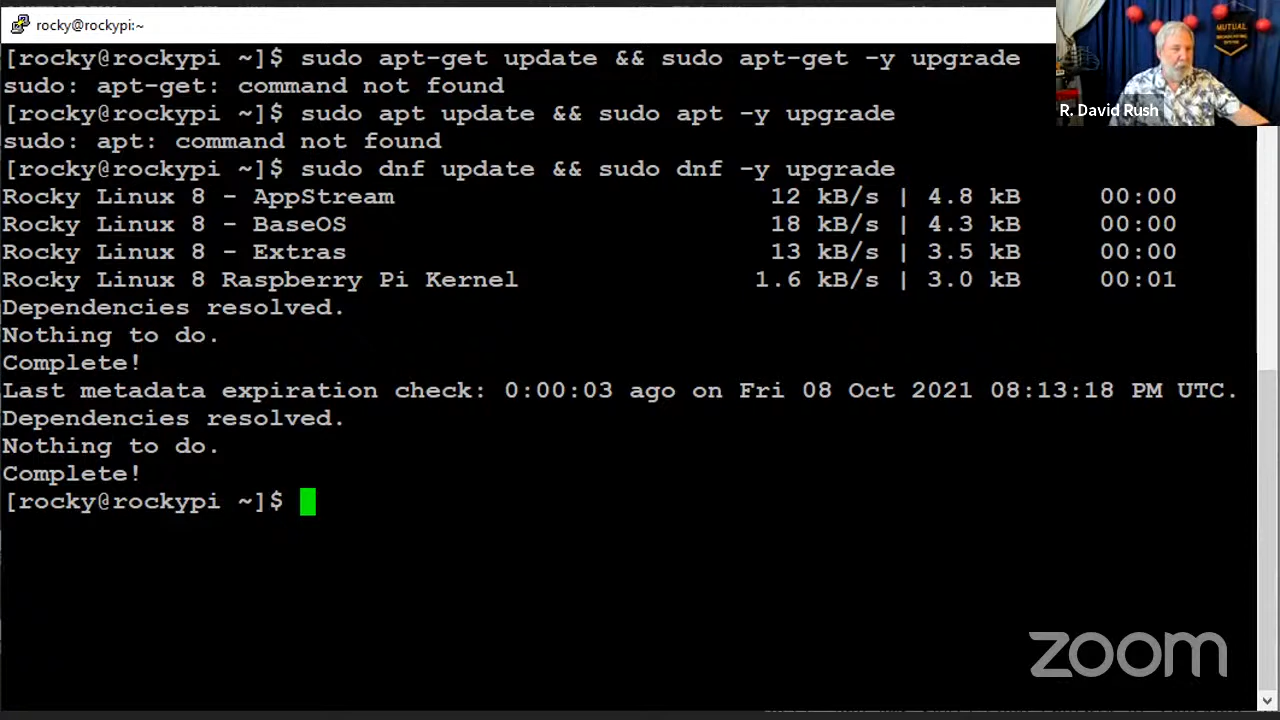 rocky@rockypi:~
[rocky@rockypi ~]$ sudo apt-get update && sudo apt-get -y upgrade
sudo: apt-get: command not found
[rocky@rockypi ~]$ sudo apt update && sudo apt -y upgrade
sudo: apt: command not found
[rocky@rockypi ~]$ sudo dnf update && sudo dnf -y upgrade
Rocky Linux 8 - AppStream 12 kB/s | 4.8 kB 00:00
Rocky Linux 8 - BaseOS 18 kB/s | 4.3 kB 00:00
Rocky Linux 8 - Extras 13 kB/s | 3.5 kB 00:00
Rocky Linux 8 Raspberry Pi Kernel 1.6 kB/s | 3.0 kB 00:01
Dependencies resolved.
Nothing to do.
Complete!
Last metadata expiration check: 0:00:03 ago on Fri 08 Oct 2021 08:13:18 PM UTC.
Dependencies resolved.
Nothing to do.
Complete!
[rocky@rockypi ~]$
MUTUAL
BROADCASTING
SYSTEM
R. David Rush
zoom